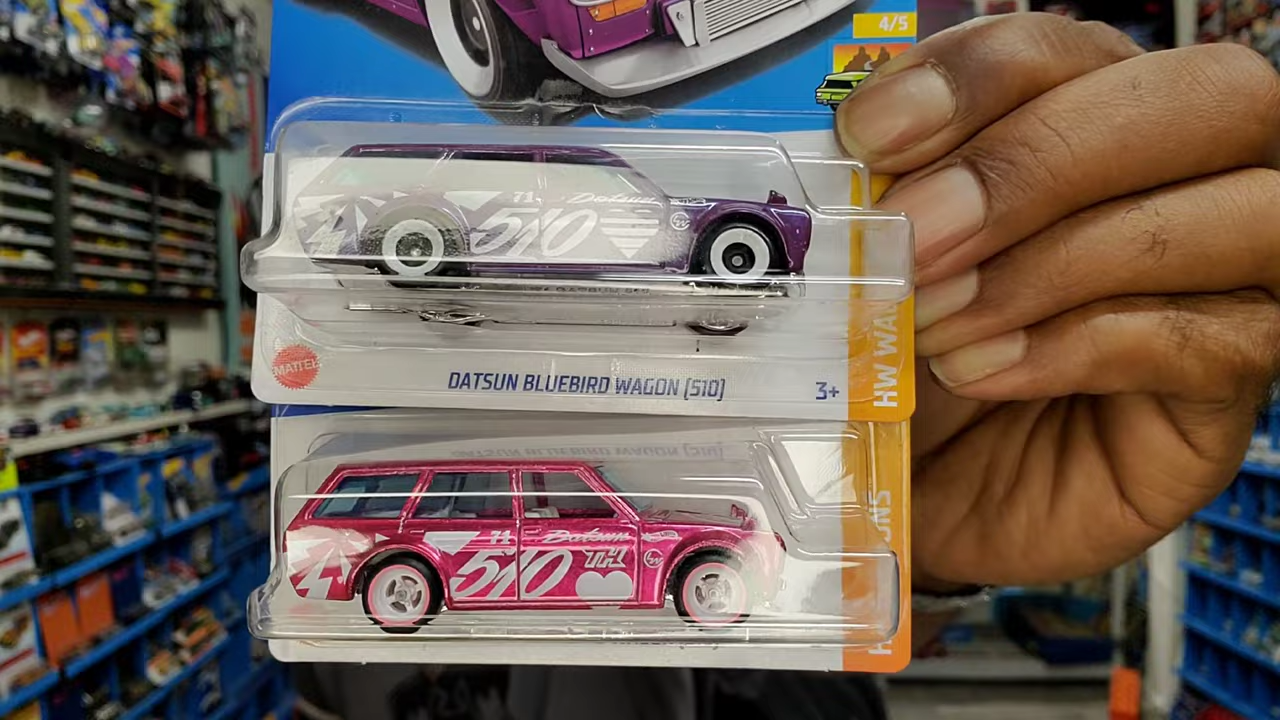 4/5
71
Datsun
510
MATTEL
DATSUN BLUEBIRD WAGON (510)
3+
HW WA
71
Datsun
510
TH
NS
H